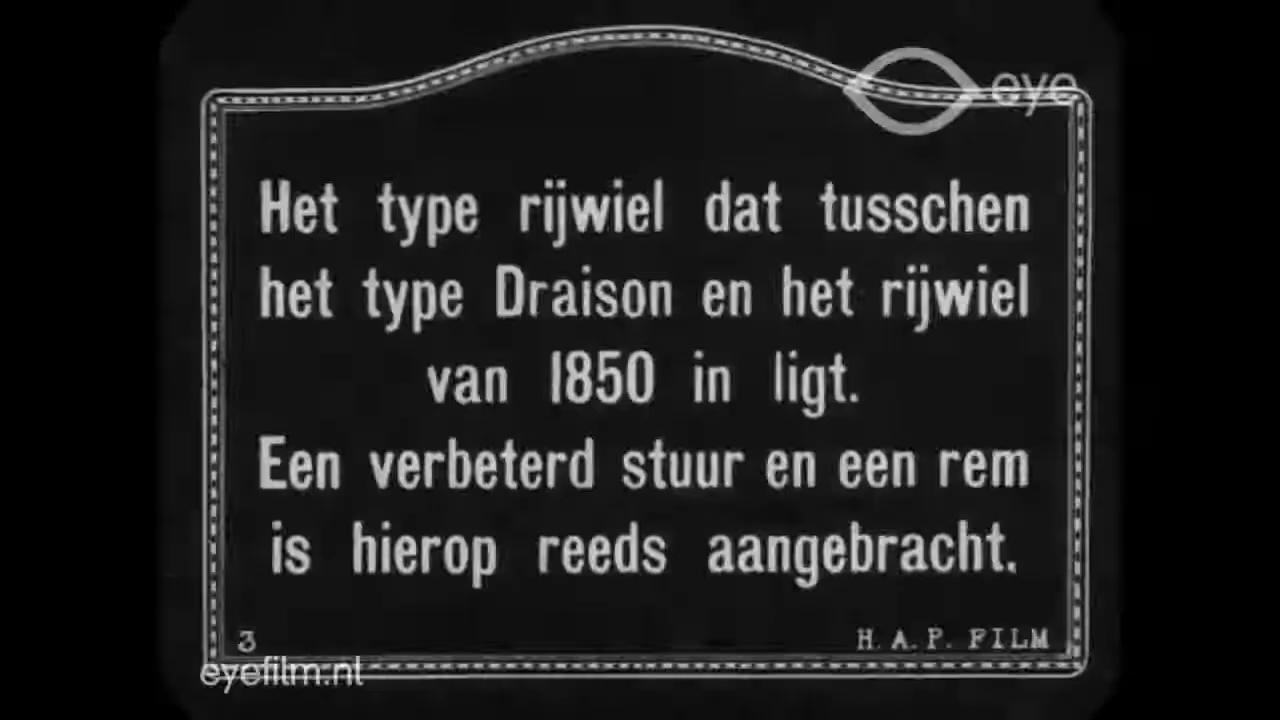 eye
Het type rijwiel dat tusschen
het type Draison en het rijwiel
van 1850 in ligt.
Een verbeterd stuur en een rem
is hierop reeds aangebracht.
3
H. A. P. FILM
eyefilm.nl